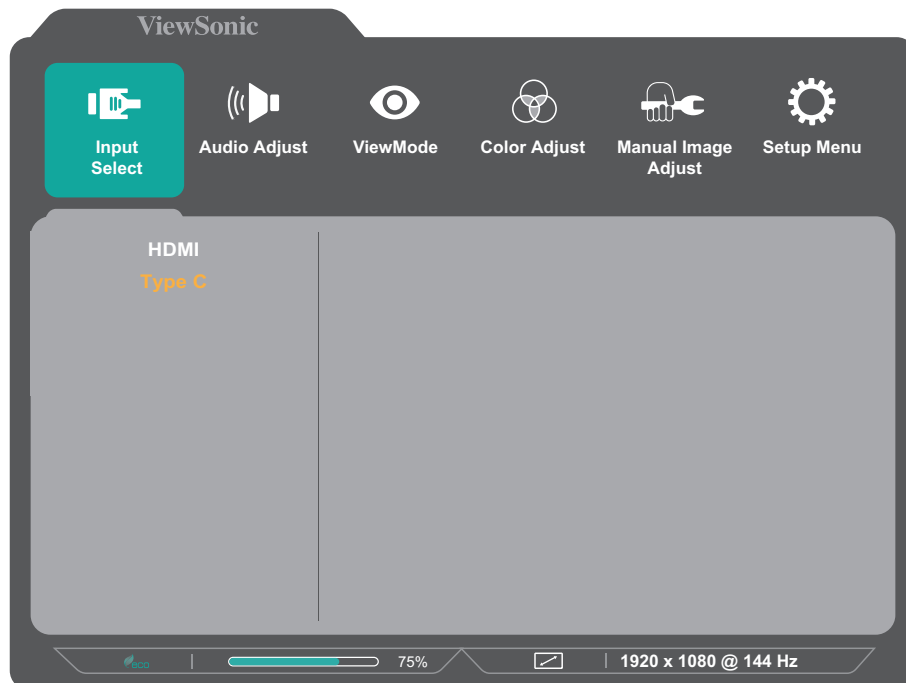 ViewSonic
Input
Select
Audio Adjust
ViewMode
Color Adjust
Manual Image
Adjust
Setup Menu
HDMI
Type C
eco
75%
1920 x 1080 @ 144 Hz